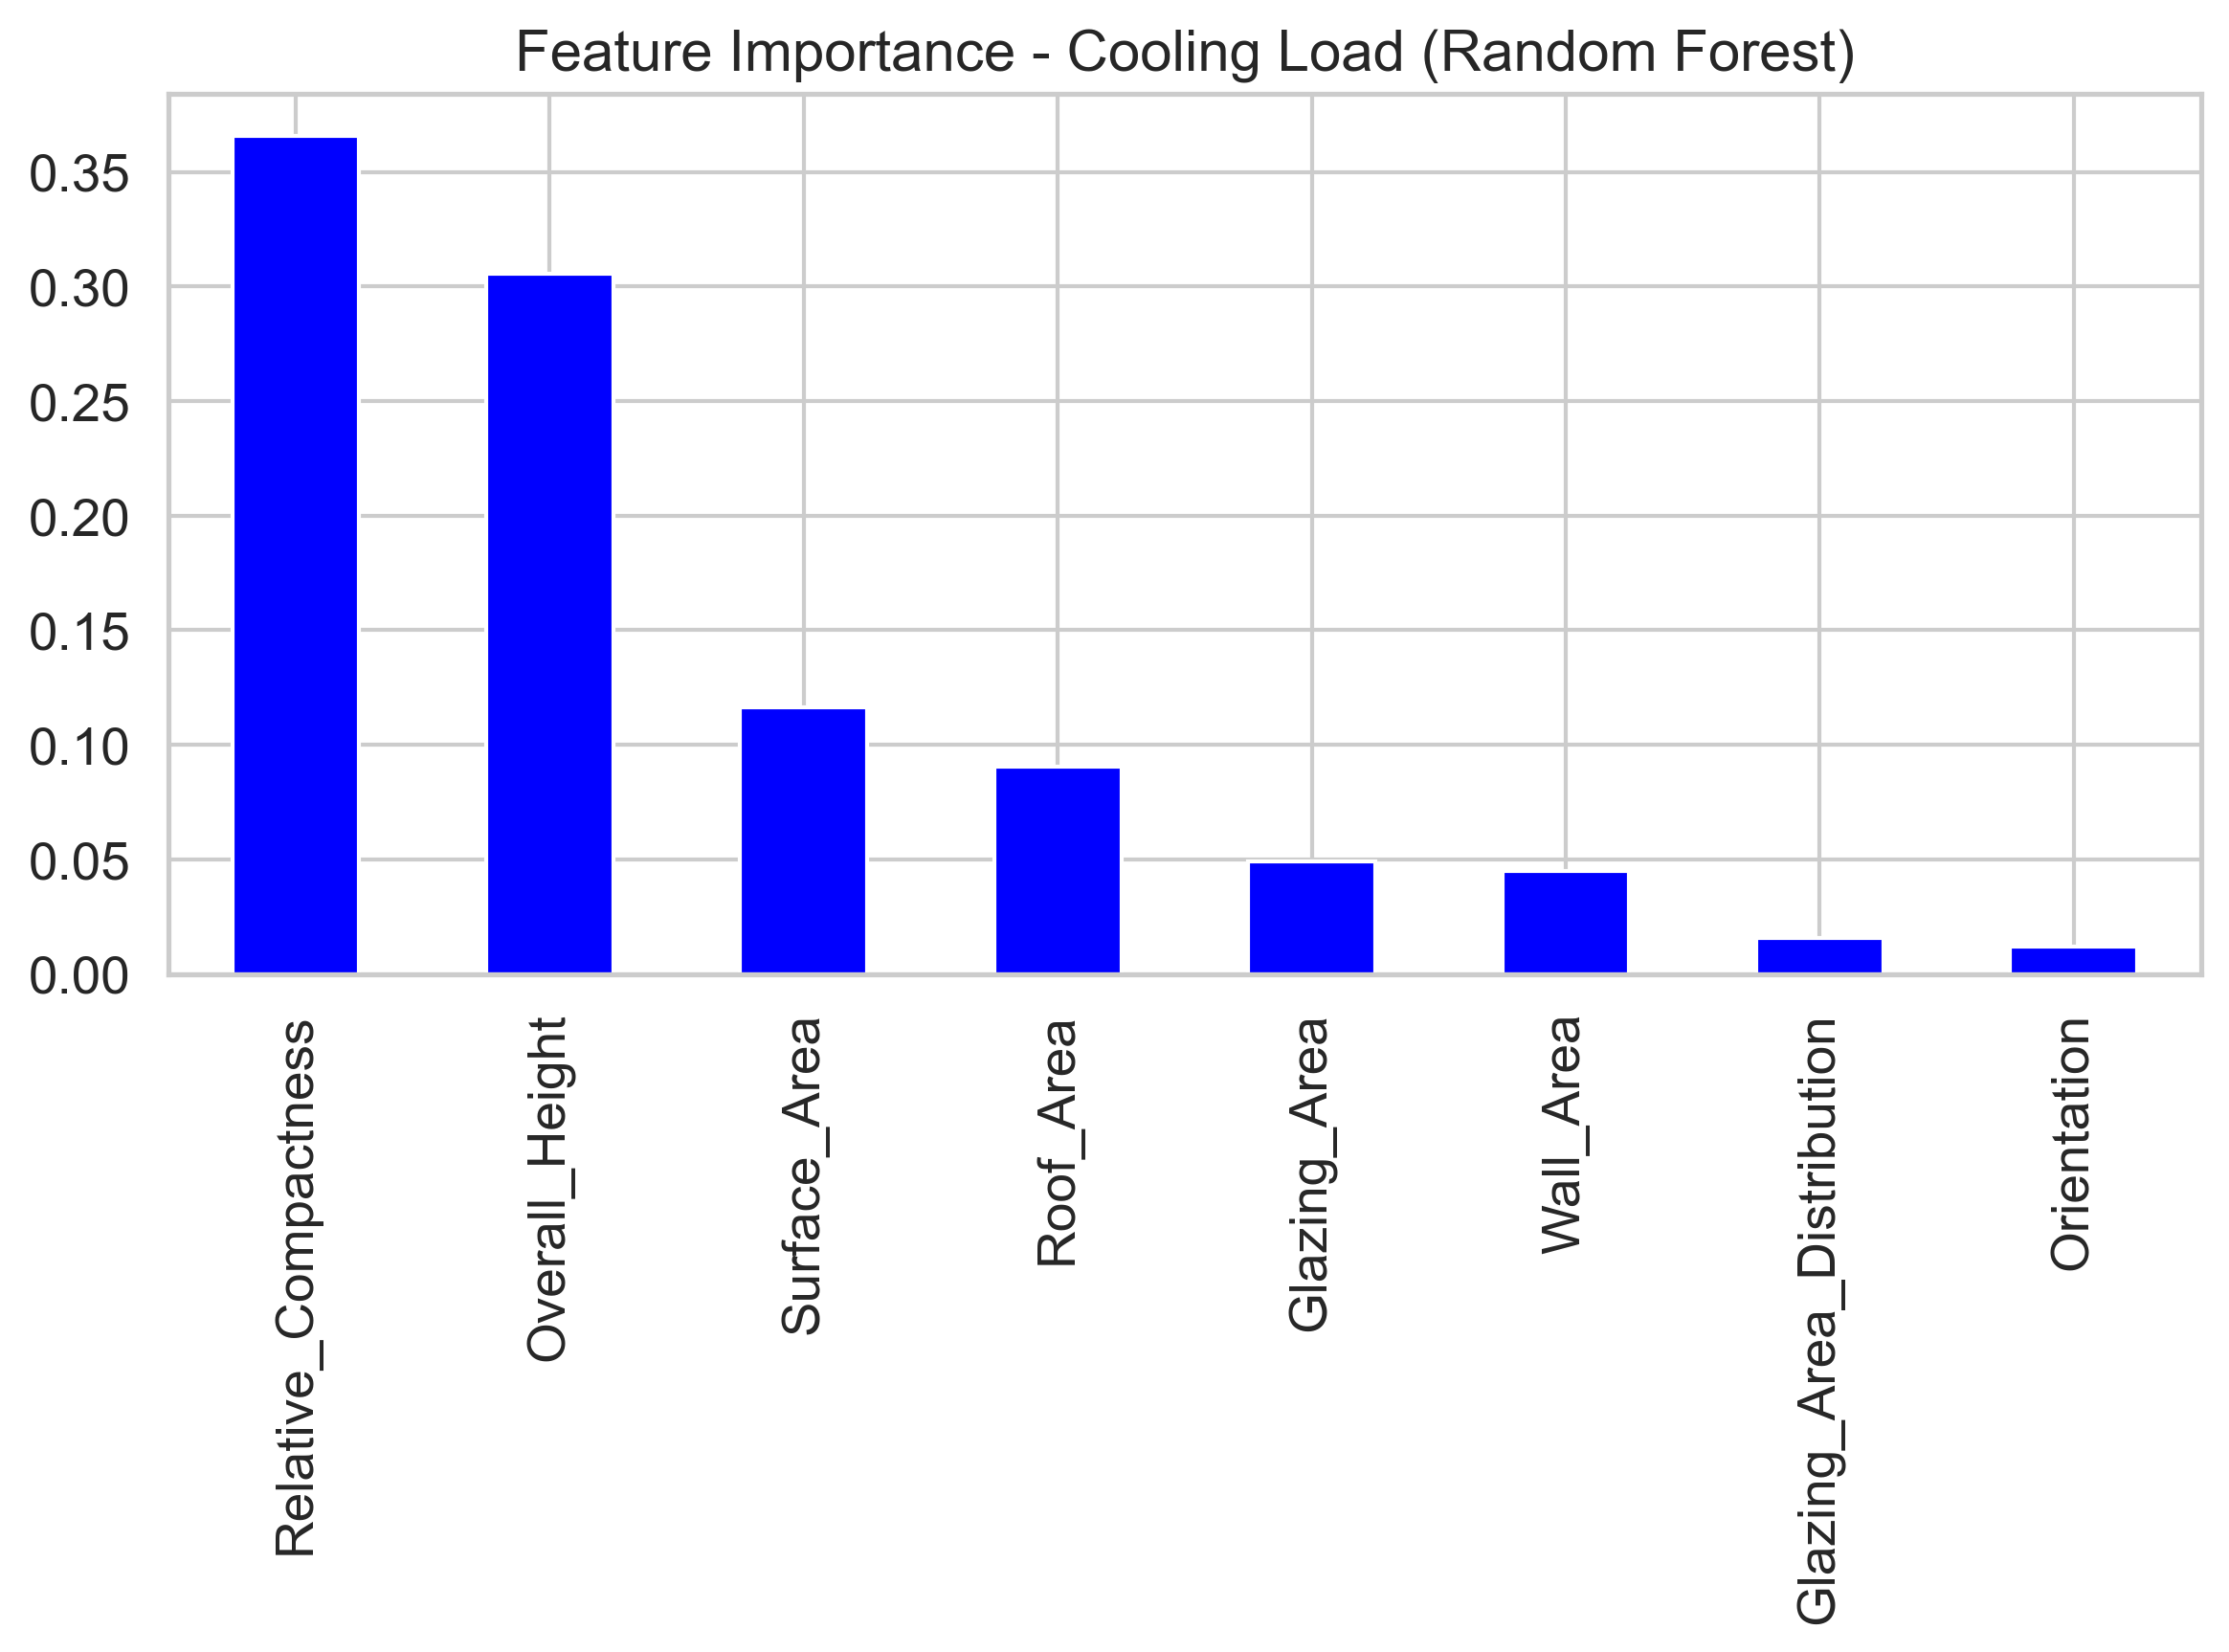 Feature Importance - Cooling Load (Random Forest)
0.35
0.30
0.25
0.20
0.15
0.10
0.05
0.00
Relative_Compactness
Overall_Height
Surface_Area
Roof_Area
Glazing_Area
Wall_Area
Glazing_Area_Distribution
Orientation